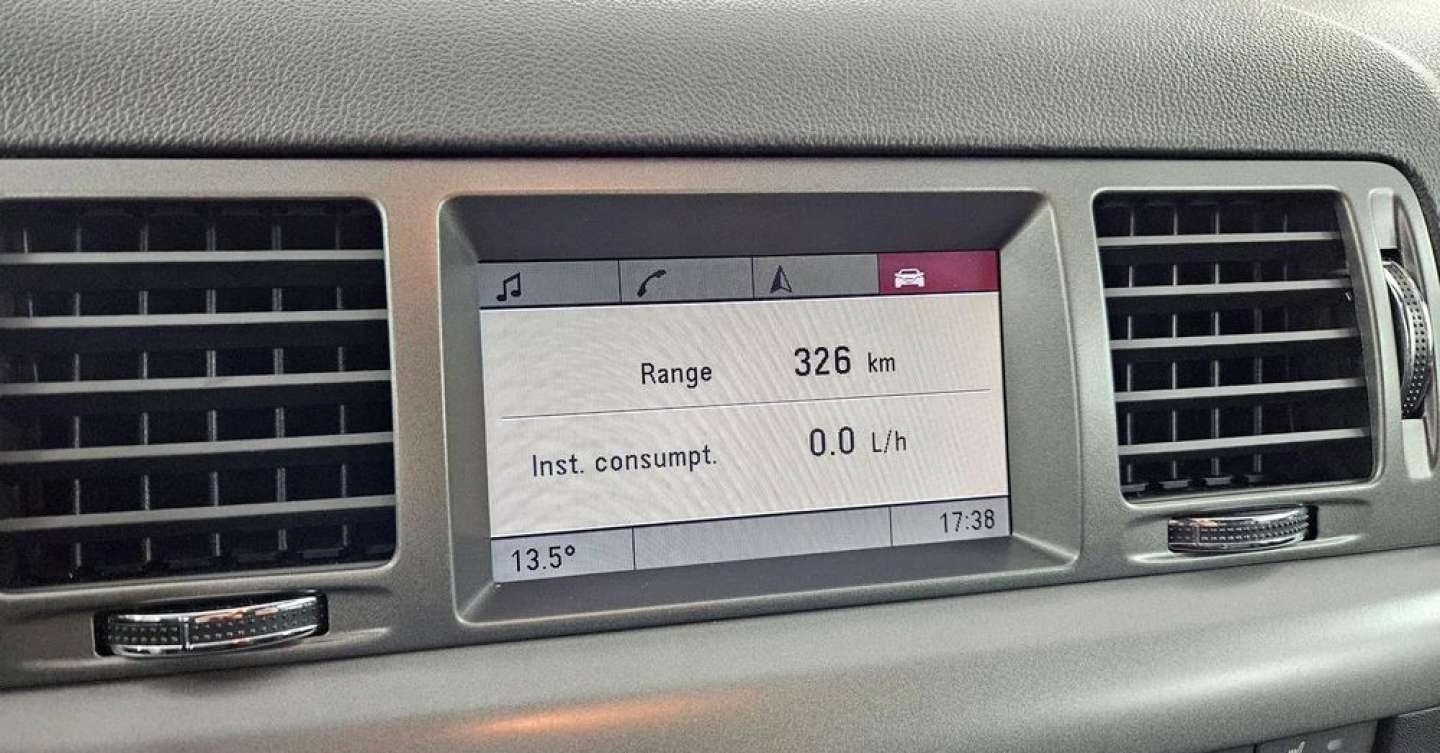 Range 326 km
Inst. consumpt. 0.0 L/h
13.5° 17:38